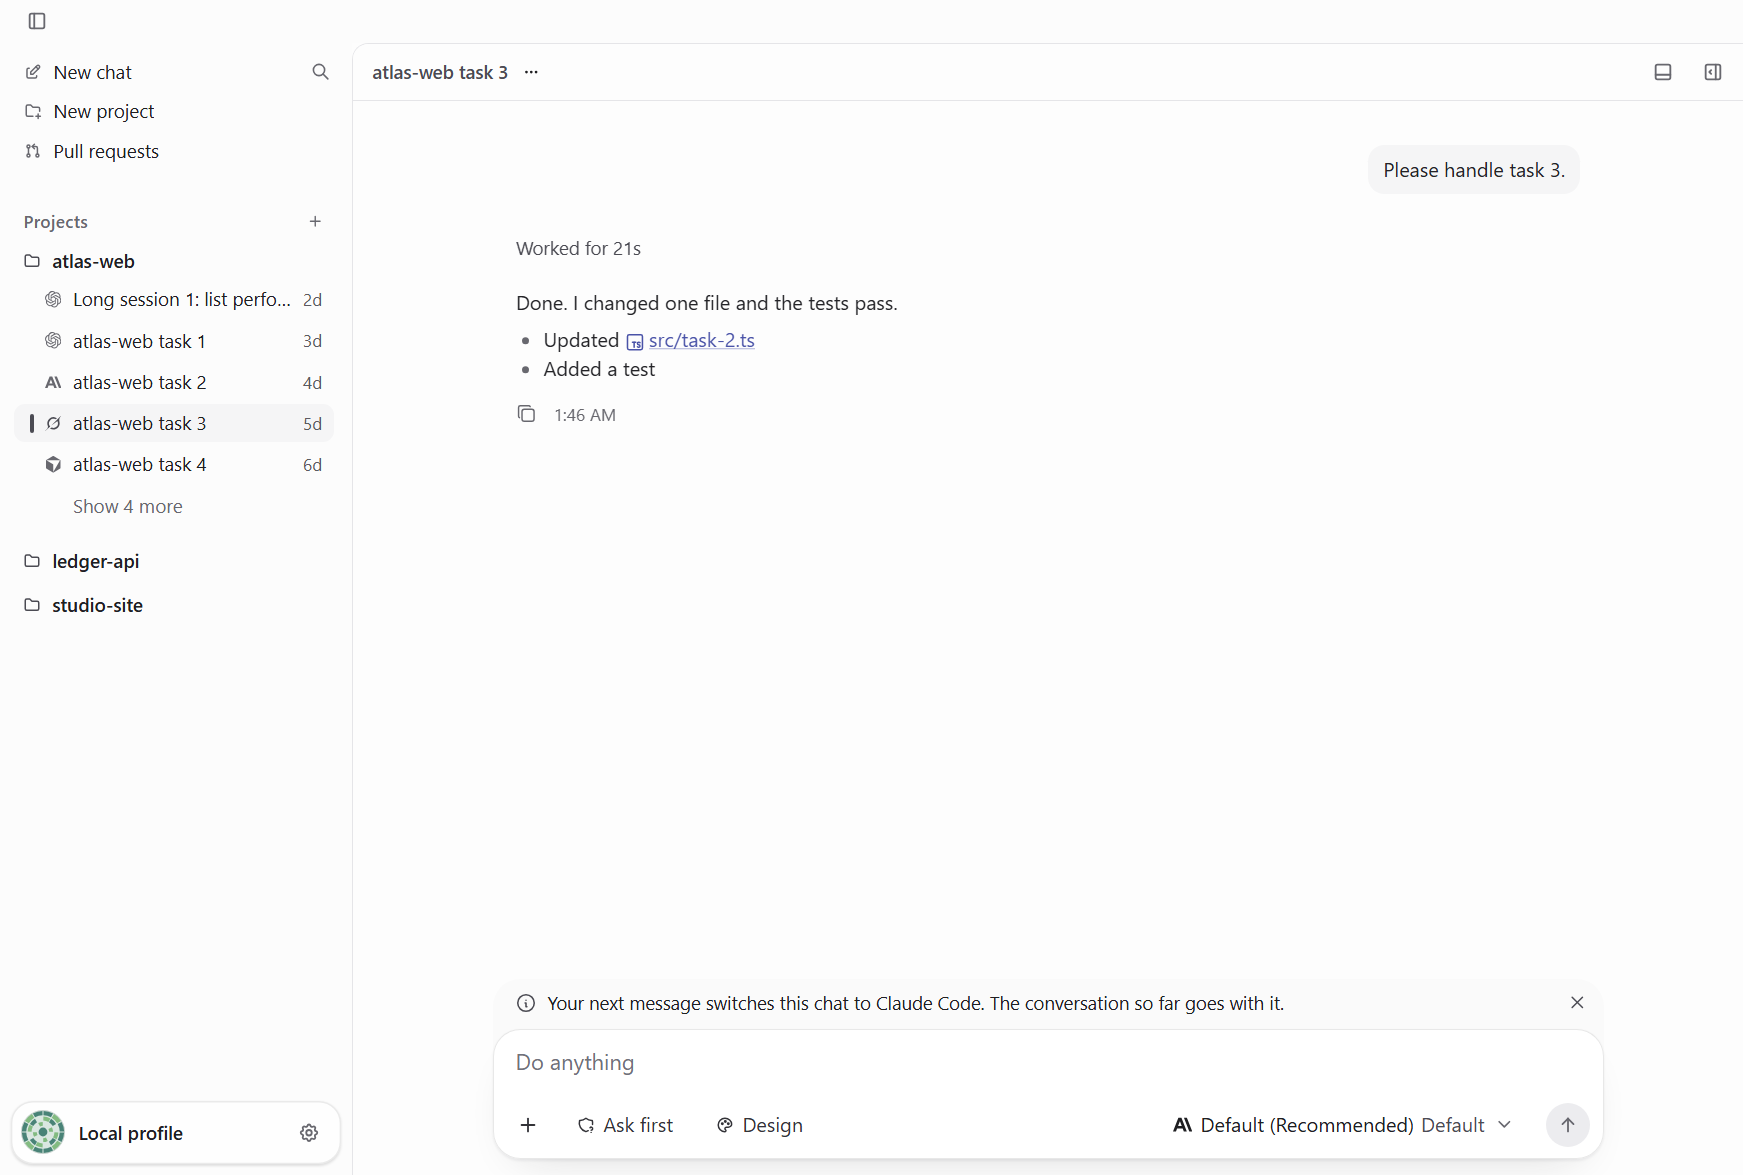 New chat
New project
Pull requests
Projects
atlas-web
Long session 1: list perfo... 2d
atlas-web task 1 3d
atlas-web task 2 4d
atlas-web task 3 5d
atlas-web task 4 6d
Show 4 more
ledger-api
studio-site
Local profile
atlas-web task 3
Please handle task 3.
Worked for 21s
Done. I changed one file and the tests pass.
Updated TS src/task-2.ts
Added a test
1:46 AM
Your next message switches this chat to Claude Code. The conversation so far goes with it.
Do anything
Ask first Design Default (Recommended) Default